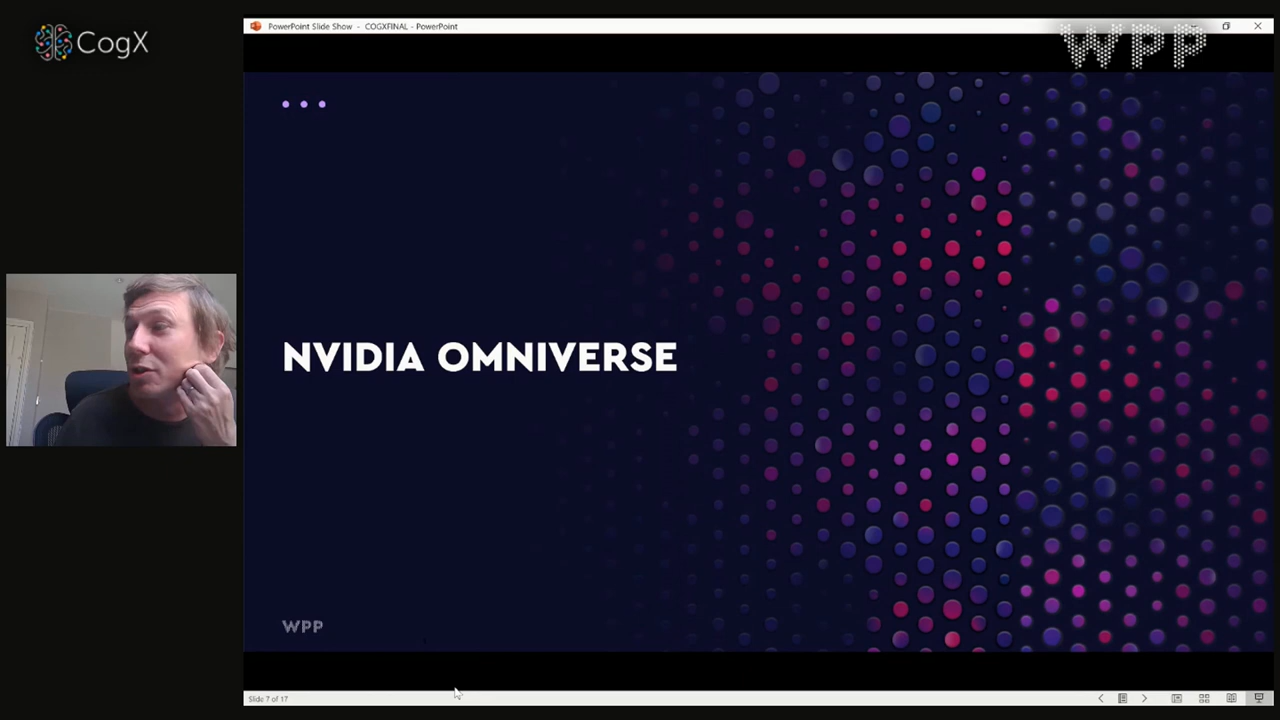 CogX
PowerPoint Slide Show - COGXFINAL - PowerPoint
WPP
NVIDIA OMNIVERSE
WPP
Slide 7 of 17